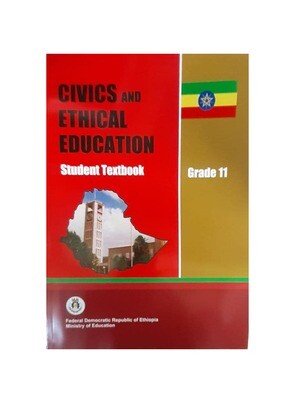 CIVICS AND
ETHICAL
EDUCATION
Student Textbook
Grade 11
Federal Democratic Republic of Ethiopia
Ministry of Education